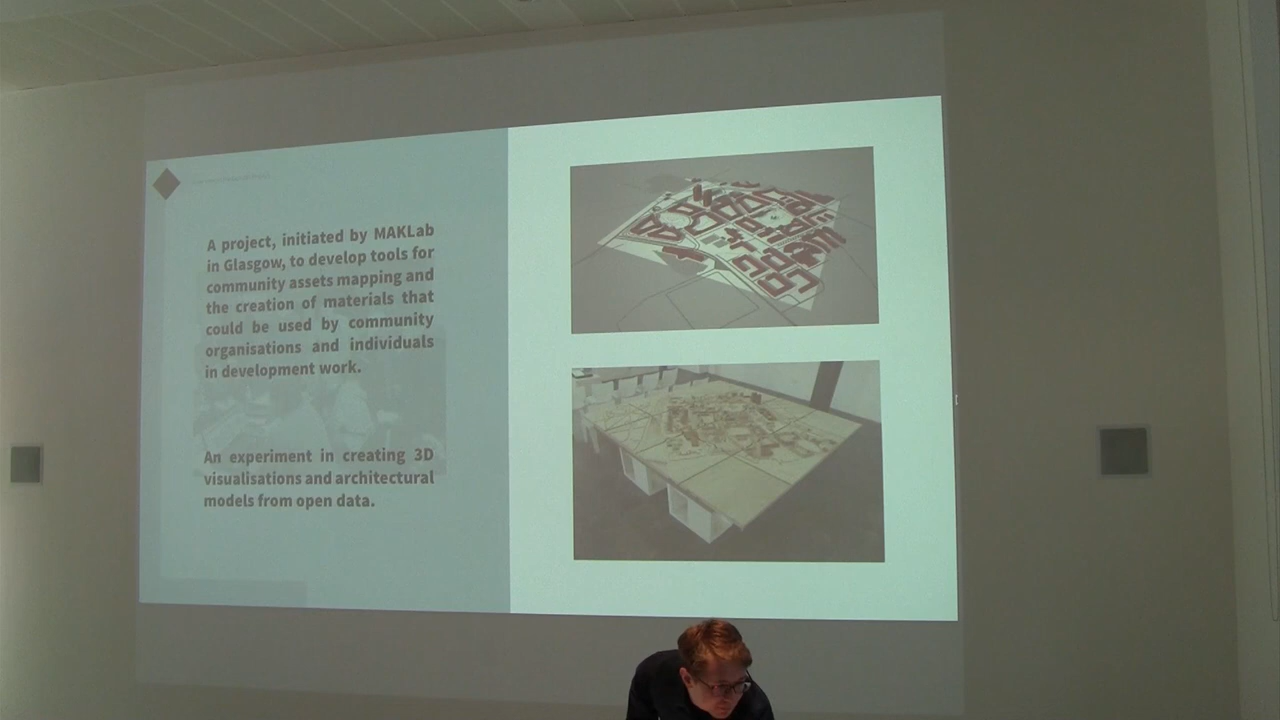 A project, initiated by MAKLab
in Glasgow, to develop tools for
community assets mapping and
the creation of materials that
could be used by community
organisations and individuals
in development work.
An experiment in creating 3D
visualisations and architectural
models from open data.